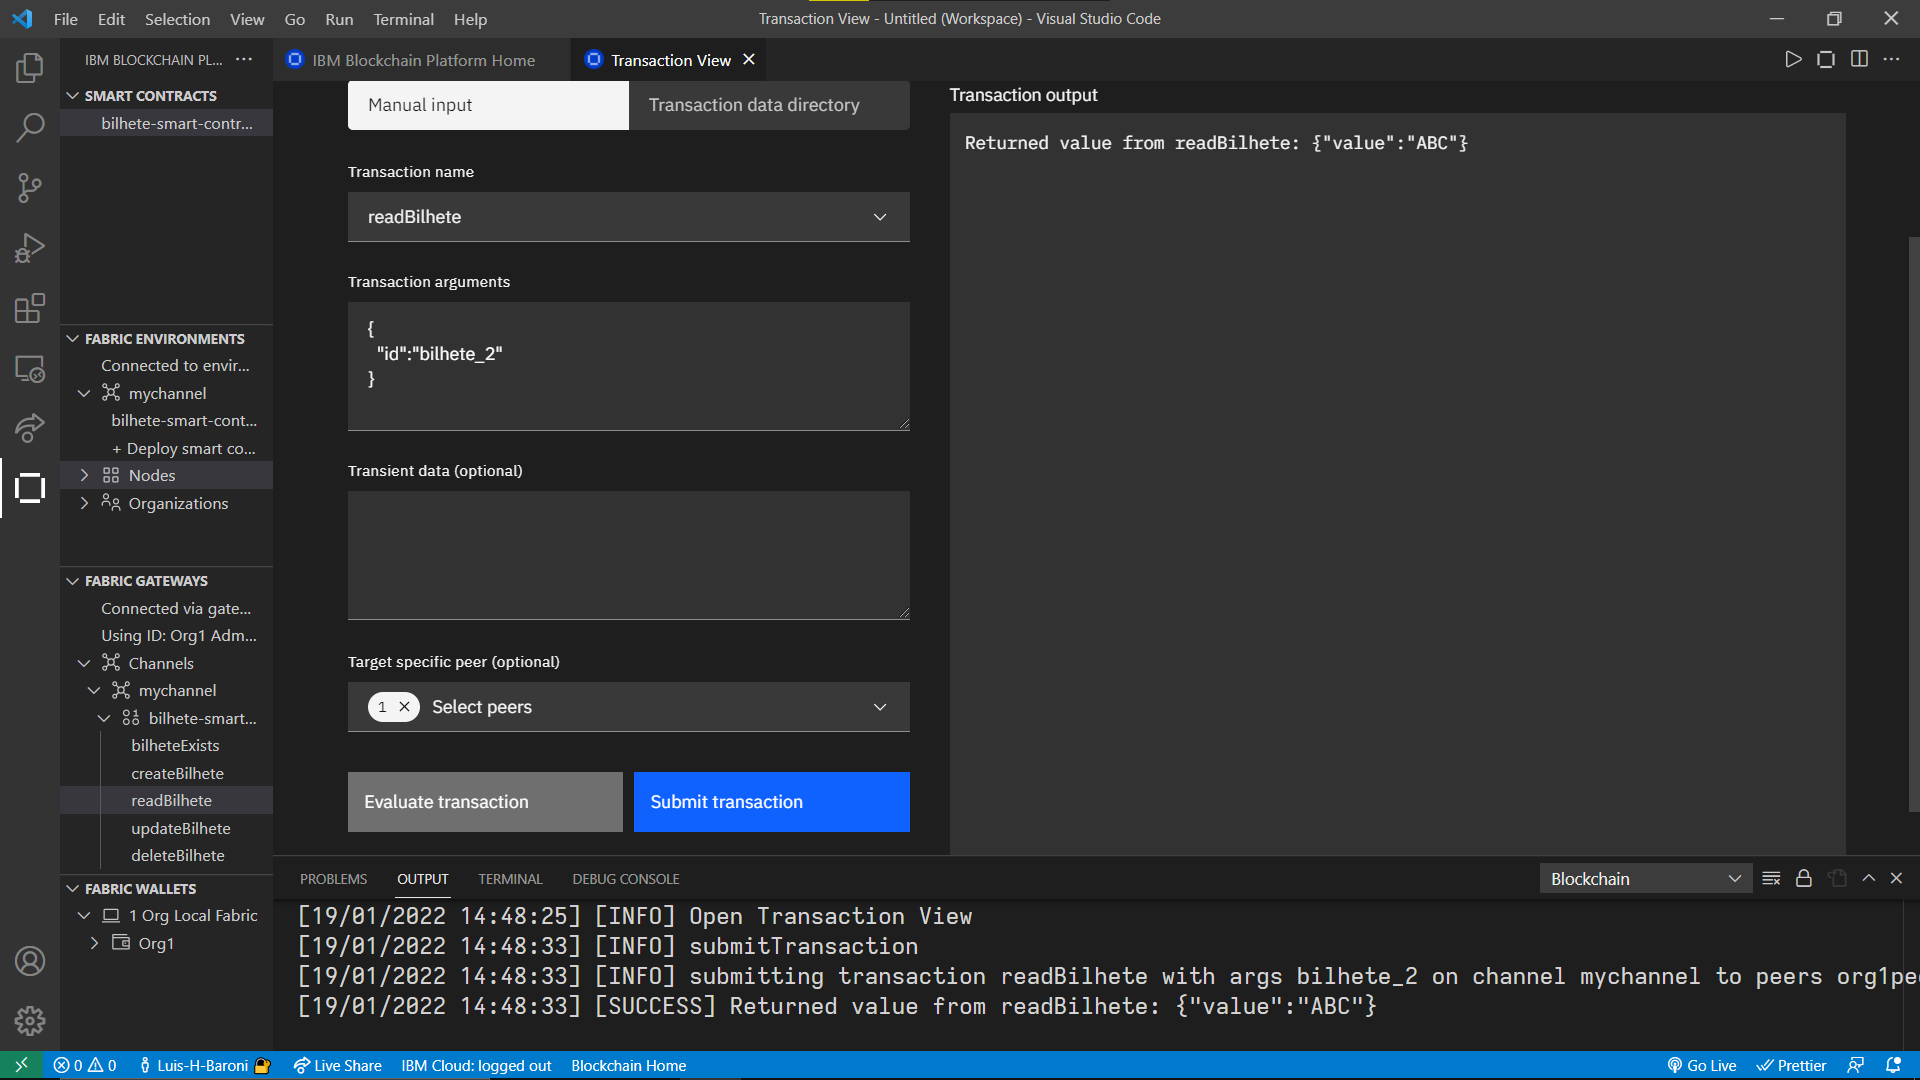 File Edit Selection View Go Run Terminal Help
Transaction View - Untitled (Workspace) - Visual Studio Code
IBM BLOCKCHAIN PL...
IBM Blockchain Platform Home
Transaction View
SMART CONTRACTS
bilhete-smart-contr...
FABRIC ENVIRONMENTS
Connected to envir...
mychannel
bilhete-smart-cont...
+ Deploy smart co...
Nodes
Organizations
FABRIC GATEWAYS
Connected via gate...
Using ID: Org1 Adm...
Channels
mychannel
bilhete-smart...
bilheteExists
createBilhete
readBilhete
updateBilhete
deleteBilhete
FABRIC WALLETS
1 Org Local Fabric
Org1
Manual input
Transaction data directory
Transaction name
readBilhete
Transaction arguments
{
"id":"bilhete_2"
}
Transient data (optional)
Target specific peer (optional)
1 Select peers
Evaluate transaction
Submit transaction
Transaction output
Returned value from readBilhete: {"value":"ABC"}
PROBLEMS OUTPUT TERMINAL DEBUG CONSOLE
Blockchain
[19/01/2022 14:48:25] [INFO] Open Transaction View
[19/01/2022 14:48:33] [INFO] submitTransaction
[19/01/2022 14:48:33] [INFO] submitting transaction readBilhete with args bilhete_2 on channel mychannel to peers org1pe
[19/01/2022 14:48:33] [SUCCESS] Returned value from readBilhete: {"value":"ABC"}
0 0 Luis-H-Baroni Live Share IBM Cloud: logged out Blockchain Home Go Live Prettier